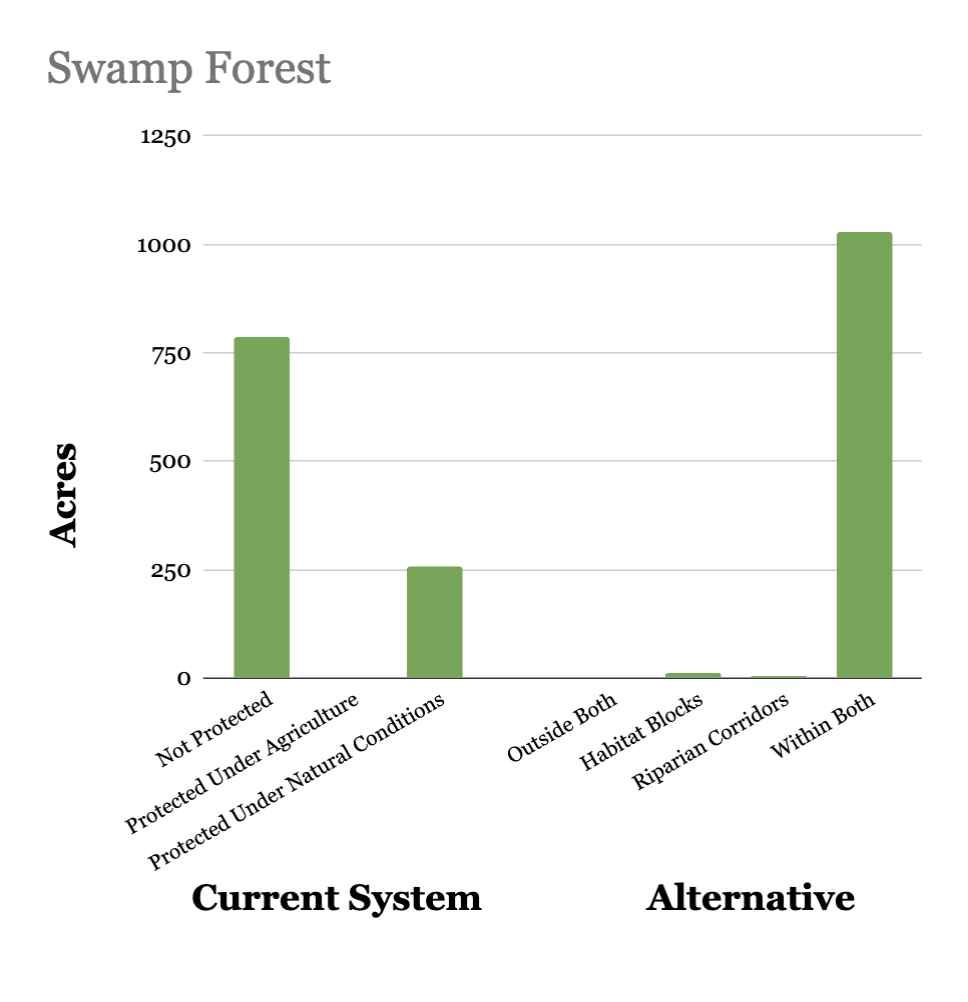 Swamp Forest
1250
1000
750
500
250
0
Acres
Not Protected
Protected Under Agriculture
Protected Under Natural Conditions
Outside Both
Habitat Blocks
Riparian Corridors
Within Both
Current System
Alternative